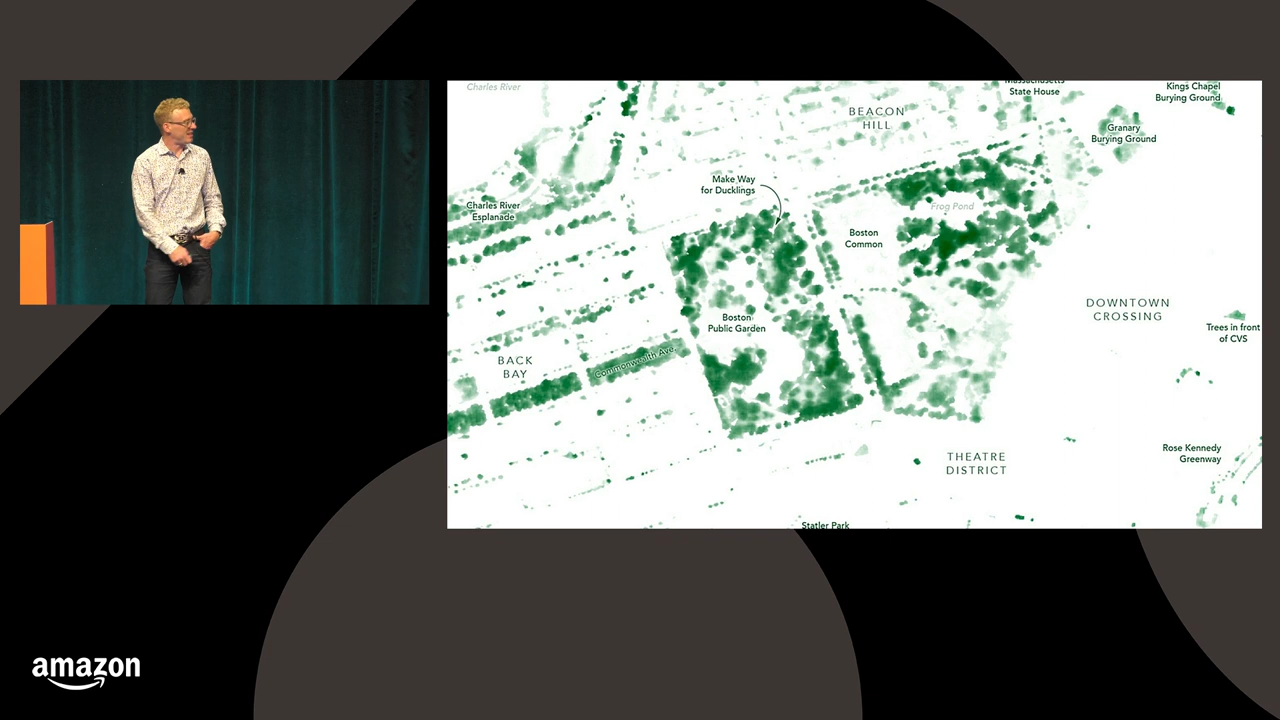 Charles River
Massachusetts
State House
Kings Chapel
Burying Ground
BEACON
HILL
Granary
Burying Ground
Make Way
for Ducklings
Charles River
Esplanade
Frog Pond
Boston
Common
DOWNTOWN
CROSSING
Boston
Public Garden
Trees in front
of CVS
Commonwealth Ave.
BACK
BAY
THEATRE
DISTRICT
Rose Kennedy
Greenway
Statler Park
amazon